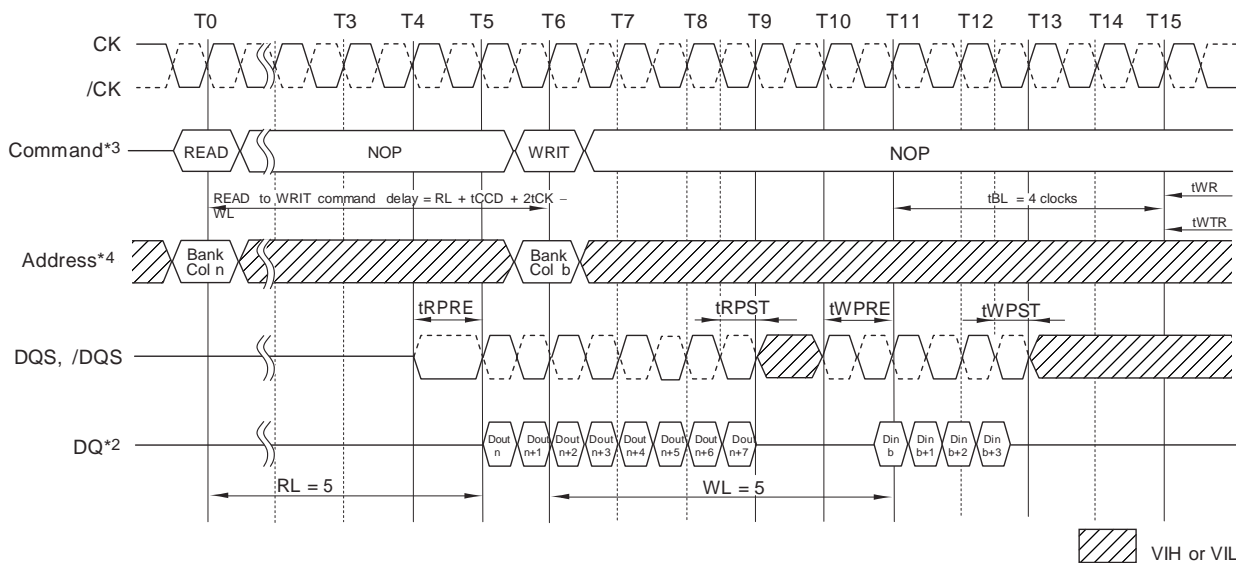 T0 T3 T4 T5 T6 T7 T8 T9 T10 T11 T12 T13 T14 T15
CK
/CK
Command*3 READ NOP WRIT NOP
READ to WRIT command delay = RL + tCCD + 2tCK –
WL
tBL = 4 clocks
tWR
tWTR
Address*4
Bank
Col n
Bank
Col b
tRPRE tRPST tWPRE tWPST
DQS, /DQS
DQ*2
Dout
n
Dout
n+1
Dout
n+2
Dout
n+3
Dout
n+4
Dout
n+5
Dout
n+6
Dout
n+7
Din
b
Din
b+1
Din
b+2
Din
b+3
RL = 5 WL = 5
VIH or VIL